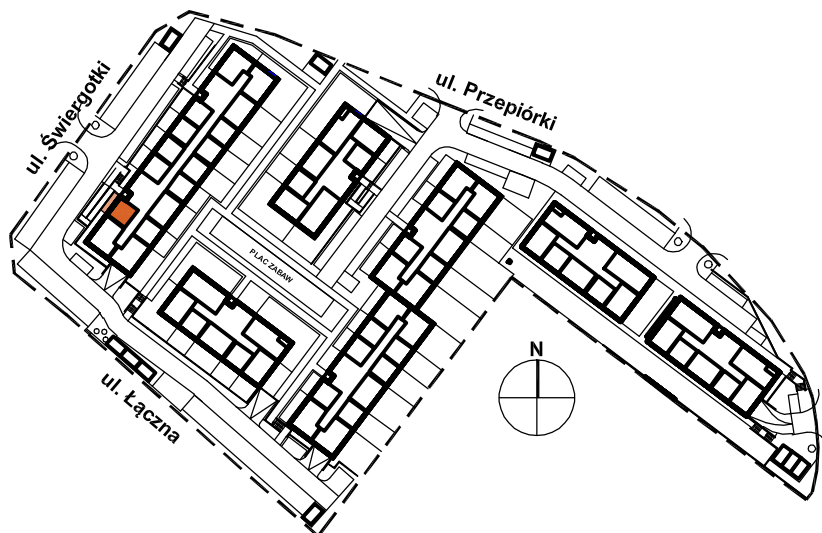 ul. Przepiórki
ul. Świergotki
PLAC ZABAW
N
ul. Łączna